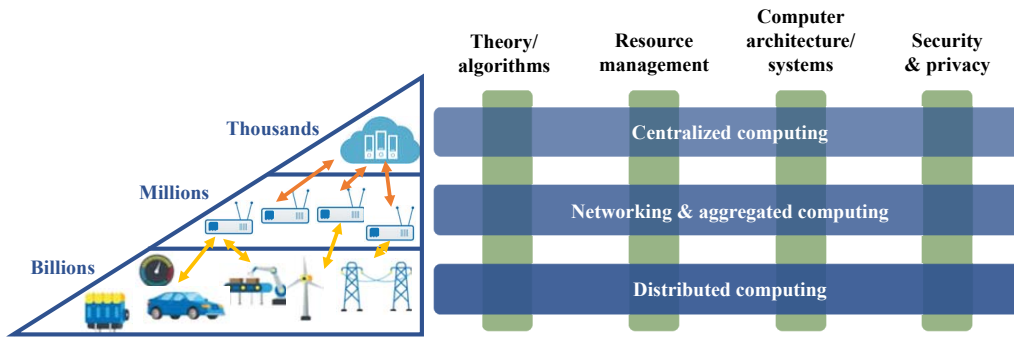 Theory/
algorithms
Resource
management
Computer
architecture/
systems
Security
& privacy
Thousands
Centralized computing
Millions
Networking & aggregated computing
Billions
Distributed computing